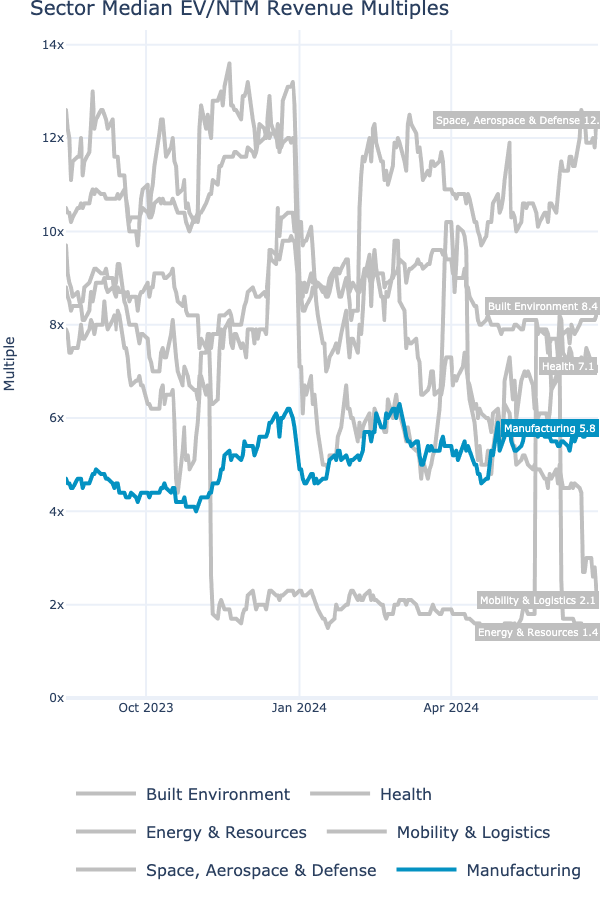 Sector Median EV/NTM Revenue Multiples
14x
12x
10x
8x
6x
4x
2x
0x
Multiple
Space, Aerospace & Defense 12.
Built Environment 8.4
Health 7.1
Manufacturing 5.8
Mobility & Logistics 2.1
Energy & Resources 1.4
Oct 2023
Jan 2024
Apr 2024
Built Environment
Health
Energy & Resources
Mobility & Logistics
Space, Aerospace & Defense
Manufacturing